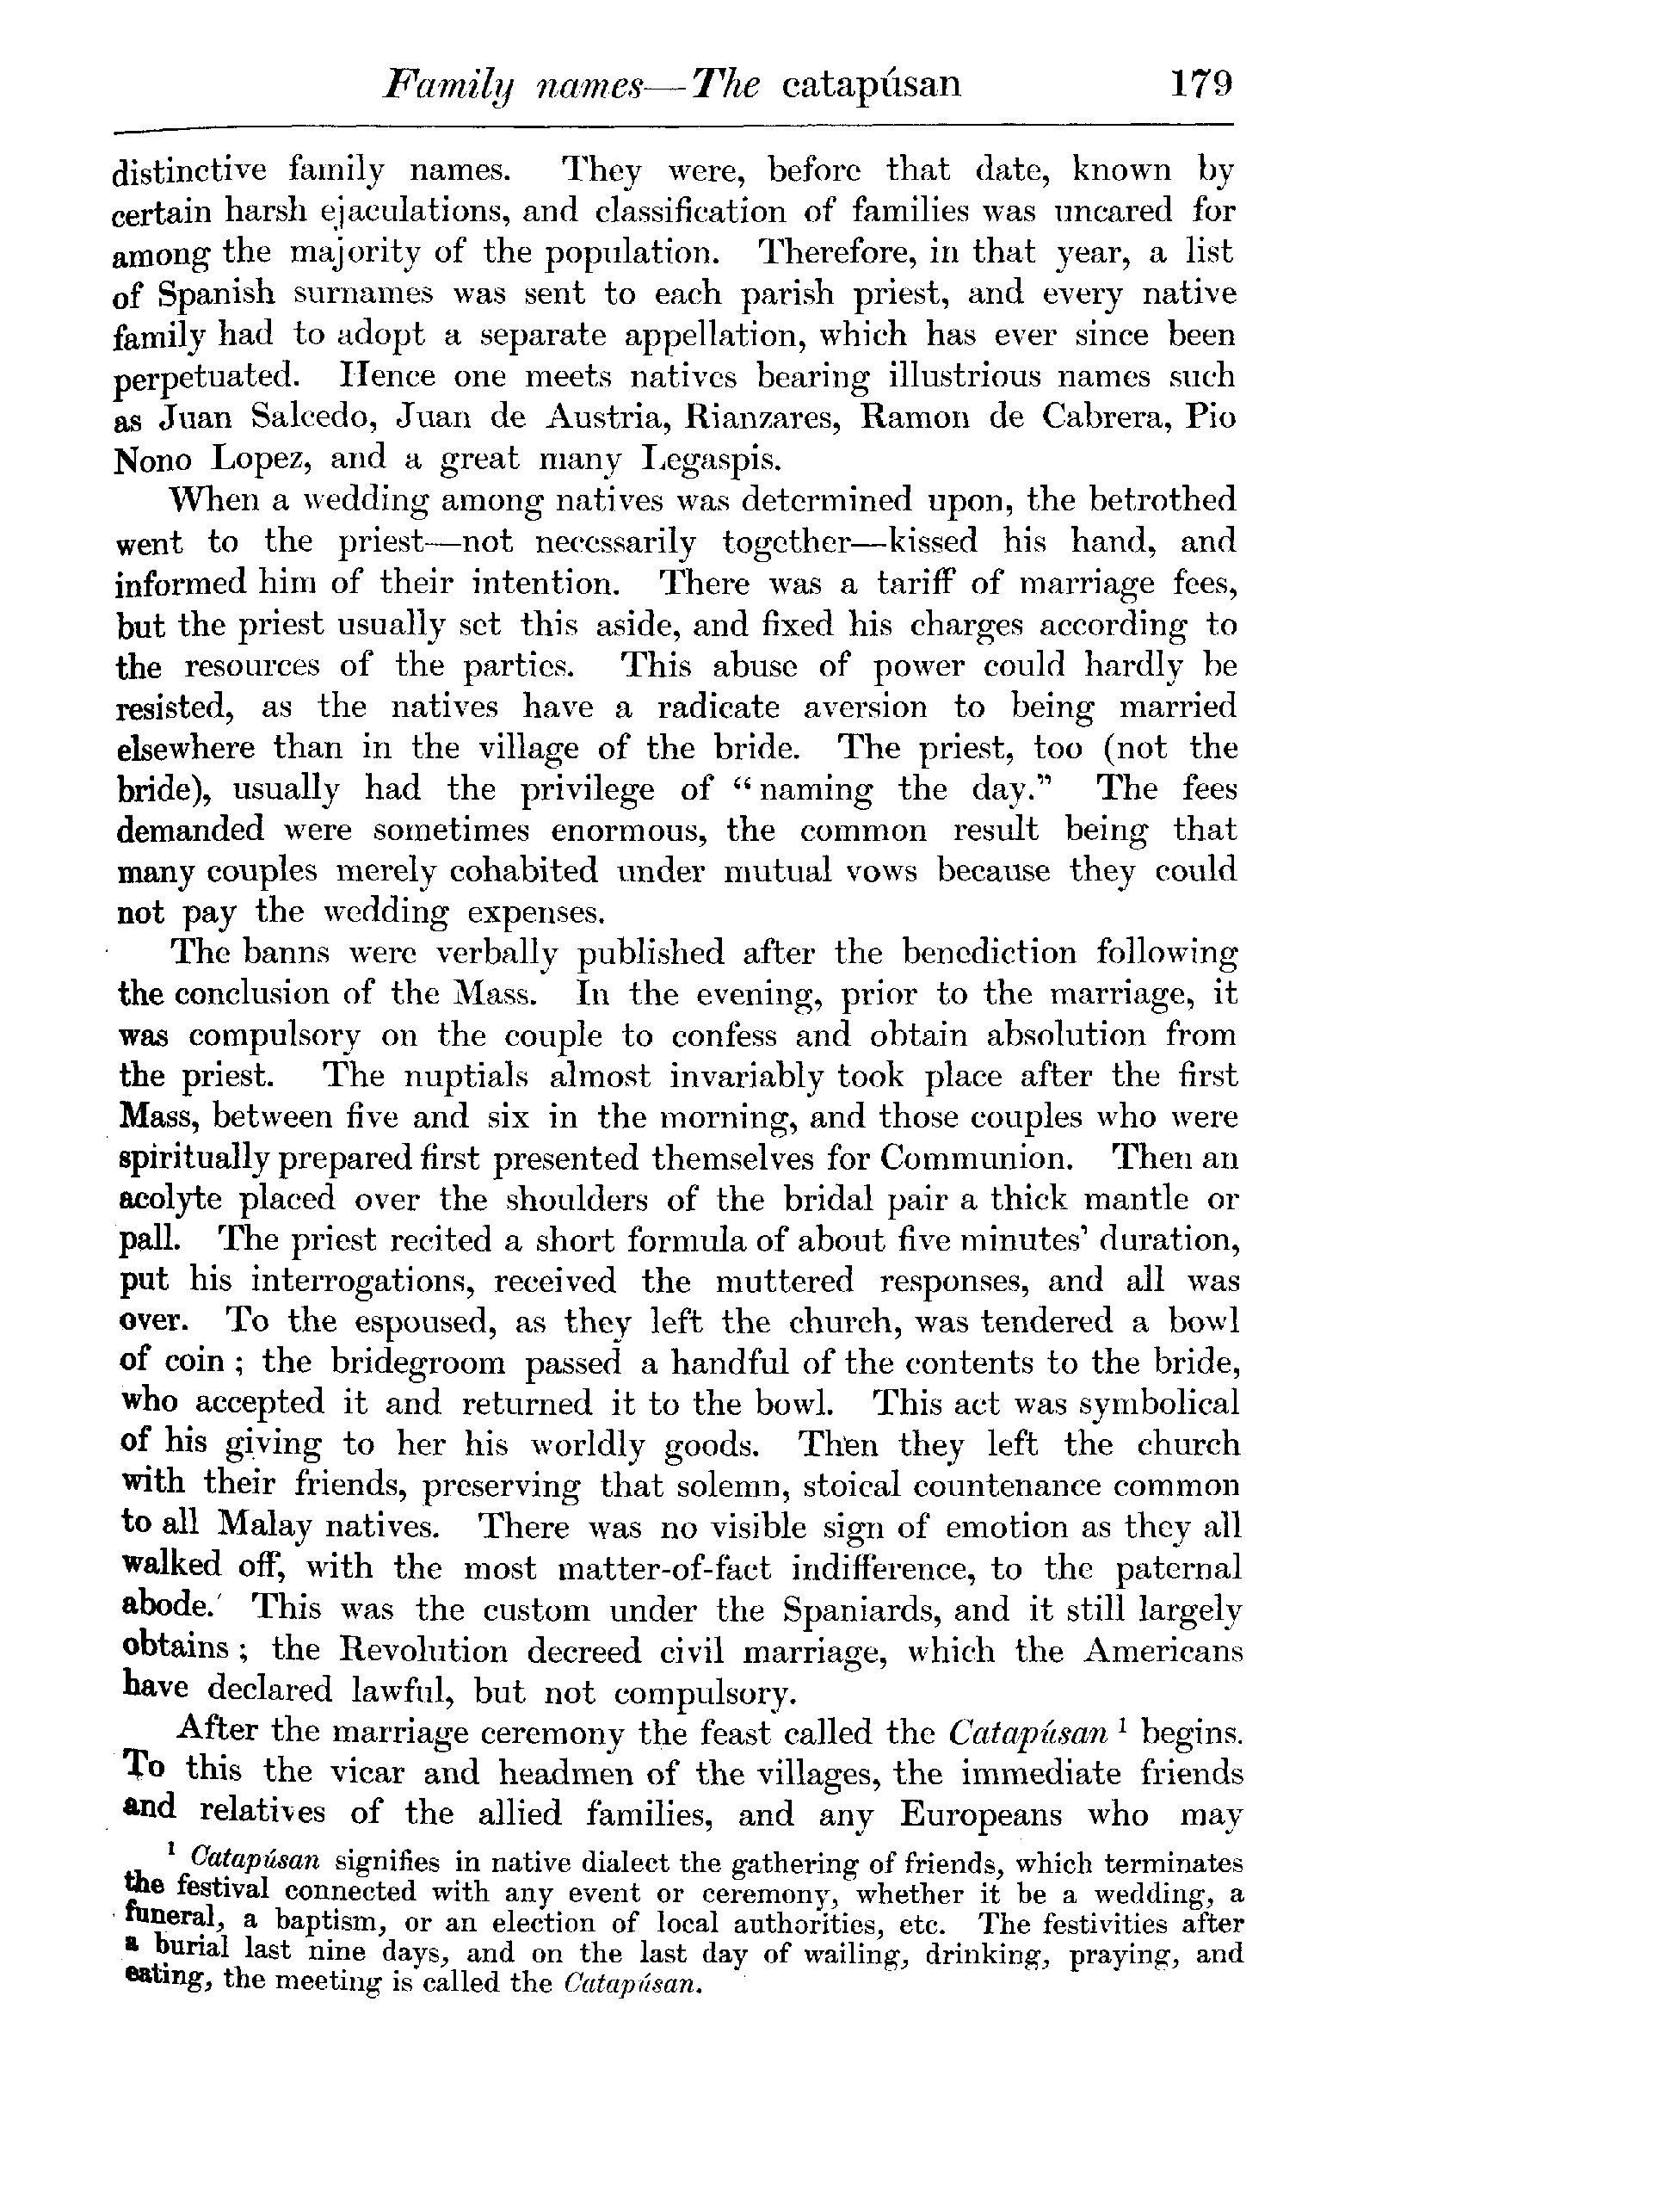 Family names—The catapúsan 179
distinctive family names. They were, before that date, known by
certain harsh ejaculations, and classification of families was uncared for
among the majority of the population. Therefore, in that year, a list
of Spanish surnames was sent to each parish priest, and every native
family had to adopt a separate appellation, which has ever since been
perpetuated. Hence one meets natives bearing illustrious names such
as Juan Salcedo, Juan de Austria, Rianzares, Ramon de Cabrera, Pio
Nono Lopez, and a great many Legaspis.
When a wedding among natives was determined upon, the betrothed
went to the priest—not necessarily together—kissed his hand, and
informed him of their intention. There was a tariff of marriage fees,
but the priest usually set this aside, and fixed his charges according to
the resources of the parties. This abuse of power could hardly be
resisted, as the natives have a radicate aversion to being married
elsewhere than in the village of the bride. The priest, too (not the
bride), usually had the privilege of "naming the day." The fees
demanded were sometimes enormous, the common result being that
many couples merely cohabited under mutual vows because they could
not pay the wedding expenses.
The banns were verbally published after the benediction following
the conclusion of the Mass. In the evening, prior to the marriage, it
was compulsory on the couple to confess and obtain absolution from
the priest. The nuptials almost invariably took place after the first
Mass, between five and six in the morning, and those couples who were
spiritually prepared first presented themselves for Communion. Then an
acolyte placed over the shoulders of the bridal pair a thick mantle or
pall. The priest recited a short formula of about five minutes' duration,
put his interrogations, received the muttered responses, and all was
over. To the espoused, as they left the church, was tendered a bowl
of coin; the bridegroom passed a handful of the contents to the bride,
who accepted it and returned it to the bowl. This act was symbolical
of his giving to her his worldly goods. Then they left the church
with their friends, preserving that solemn, stoical countenance common
to all Malay natives. There was no visible sign of emotion as they all
walked off, with the most matter-of-fact indifference, to the paternal
abode. This was the custom under the Spaniards, and it still largely
obtains; the Revolution decreed civil marriage, which the Americans
have declared lawful, but not compulsory.
After the marriage ceremony the feast called the Catapúsan ¹ begins.
To this the vicar and headmen of the villages, the immediate friends
and relatives of the allied families, and any Europeans who may
¹ Catapúsan signifies in native dialect the gathering of friends, which terminates
the festival connected with any event or ceremony, whether it be a wedding, a
funeral, a baptism, or an election of local authorities, etc. The festivities after
a burial last nine days, and on the last day of wailing, drinking, praying, and
eating, the meeting is called the Catapúsan.